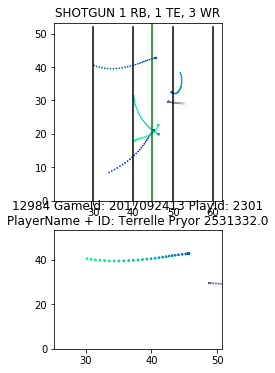 SHOTGUN 1 RB, 1 TE, 3 WR
50
40
30
20
10
0
30 40 50 60
12984 GameId: 2017092413 PlayId: 2301
PlayerName + ID: Terrelle Pryor 2531332.0
40
20
0
30 40 50